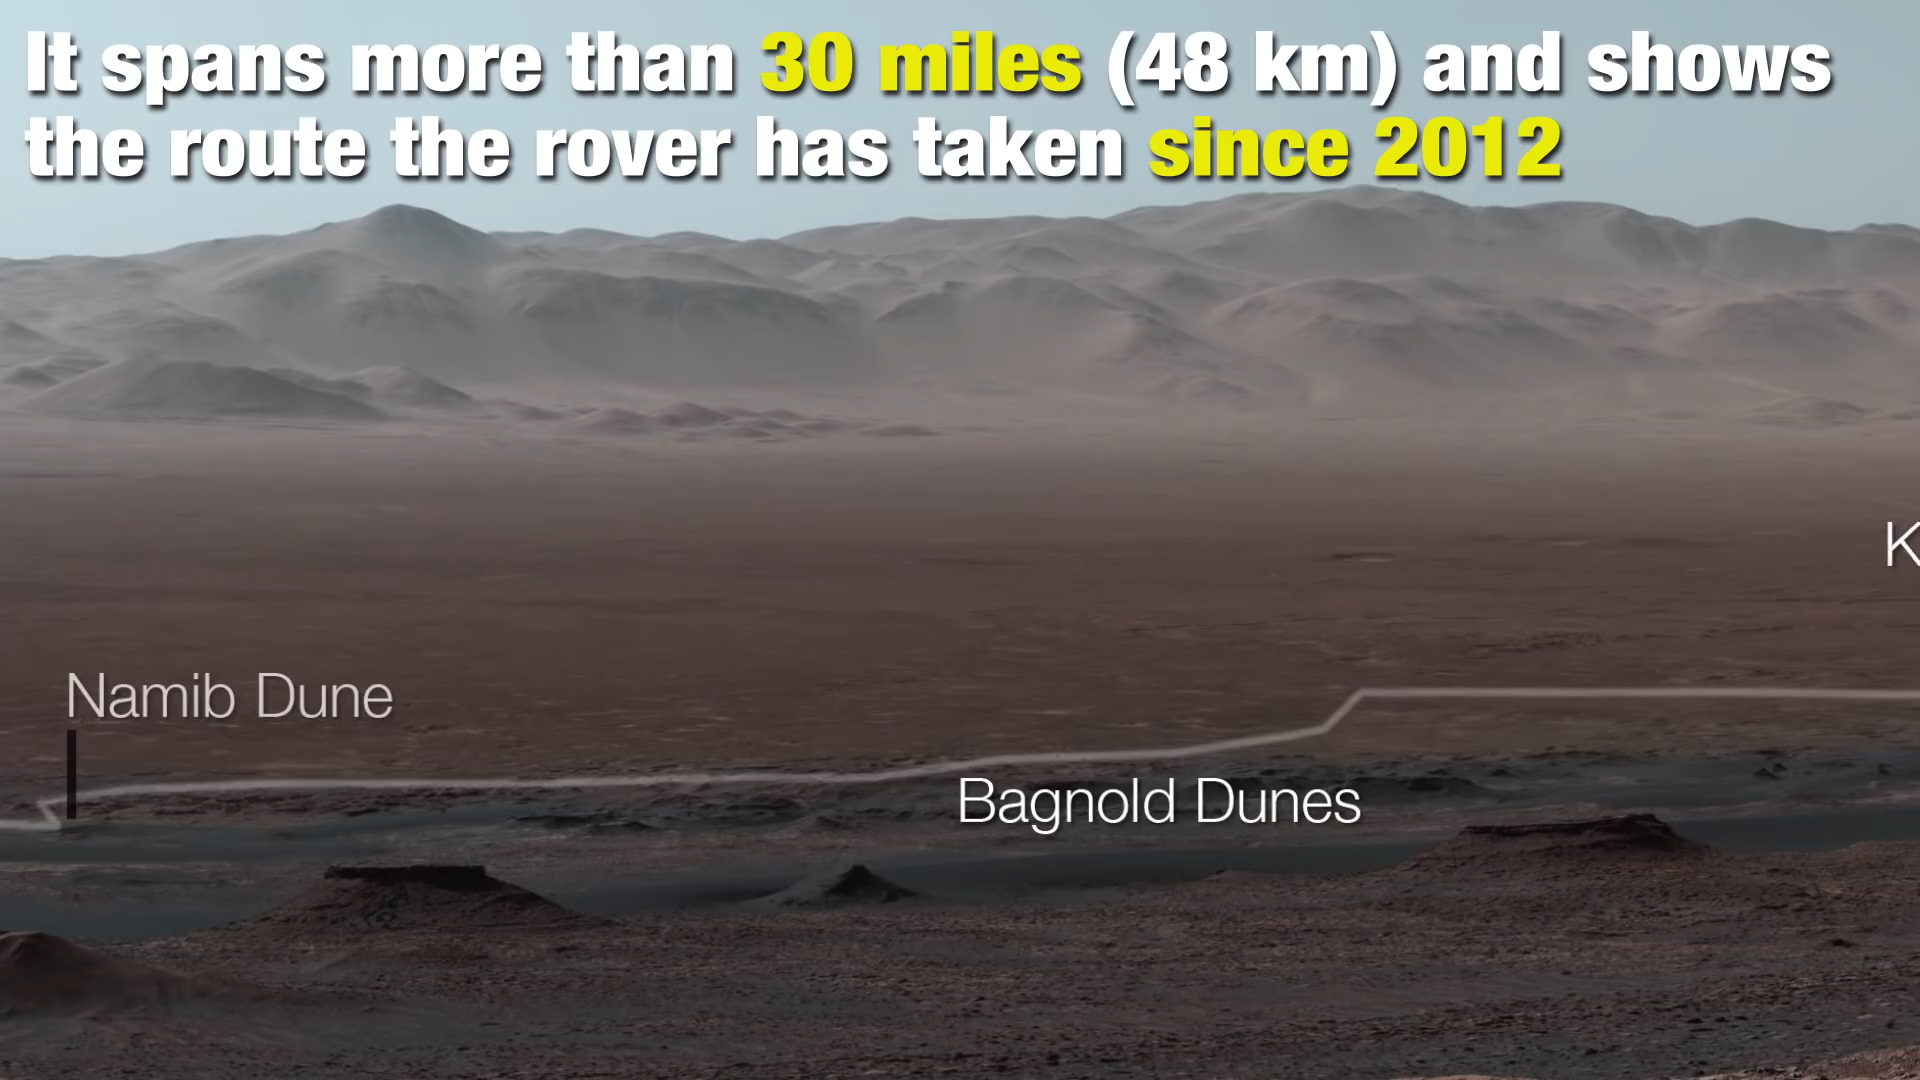 It spans more than 30 miles (48 km) and shows
the route the rover has taken since 2012
K
Namib Dune
Bagnold Dunes